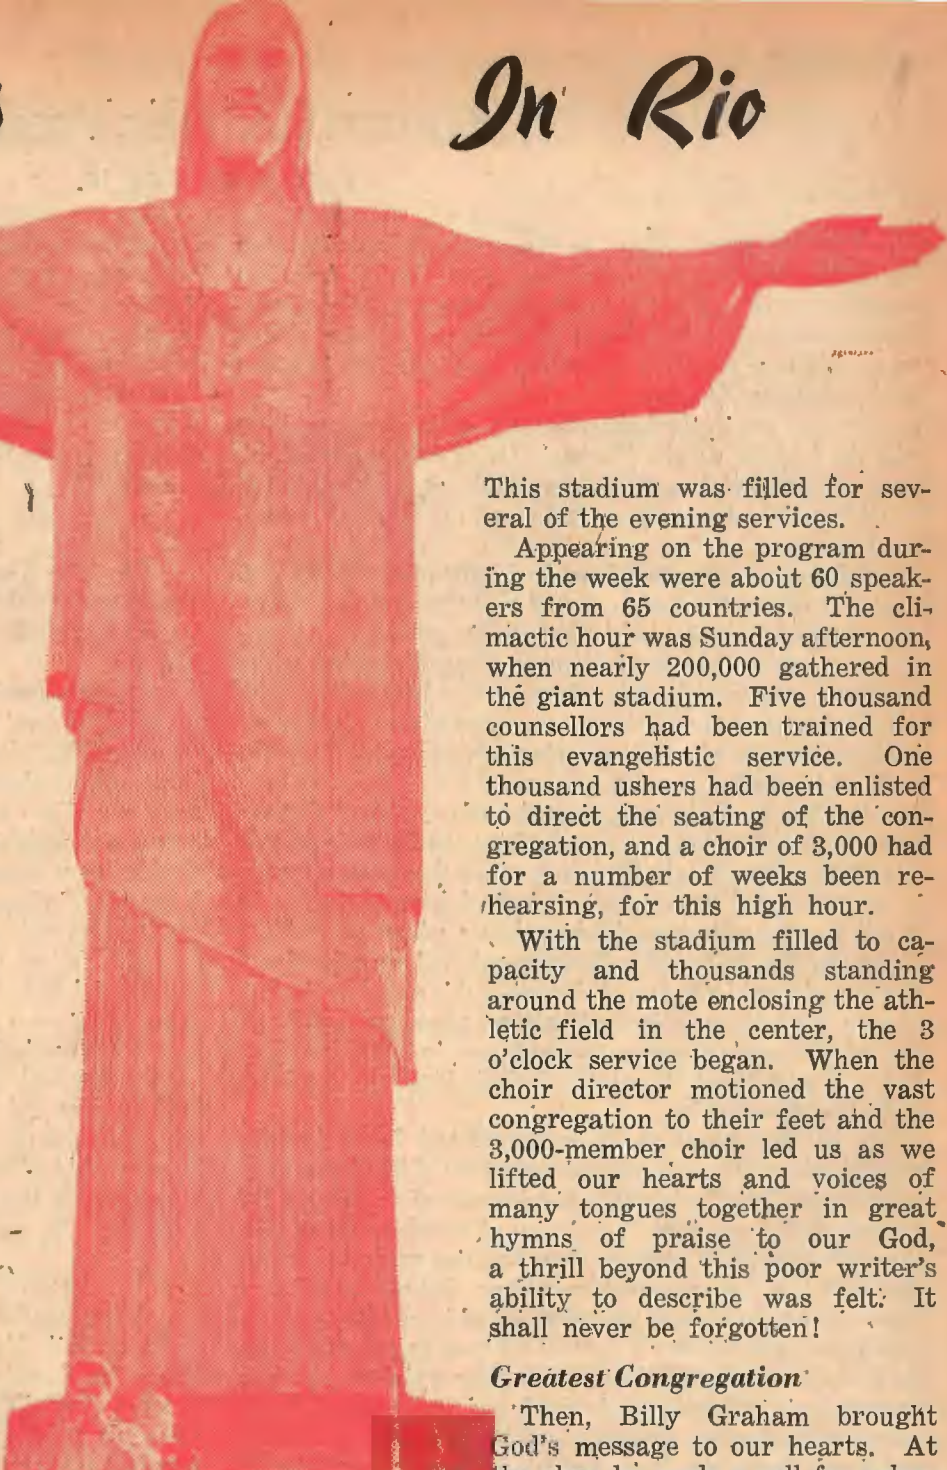 In Rio
This stadium was filled for sev-
eral of the evening services.
Appearing on the program dur-
ing the week were about 60 speak-
ers from 65 countries. The cli-
mactic hour was Sunday afternoon,
when nearly 200,000 gathered in
the giant stadium. Five thousand
counsellors had been trained for
this evangelistic service. One
thousand ushers had been enlisted
to direct the seating of the con-
gregation, and a choir of 3,000 had
for a number of weeks been re-
hearsing, for this high hour.
With the stadium filled to ca-
pacity and thousands standing
around the mote enclosing the ath-
letic field in the center, the 3
o'clock service began. When the
choir director motioned the vast
congregation to their feet and the
3,000-member choir led us as we
lifted our hearts and voices of
many tongues together in great
hymns of praise to our God,
a thrill beyond this poor writer's
ability to describe was felt. It
shall never be forgotten!
Greatest Congregation
Then, Billy Graham brought
God's message to our hearts. At